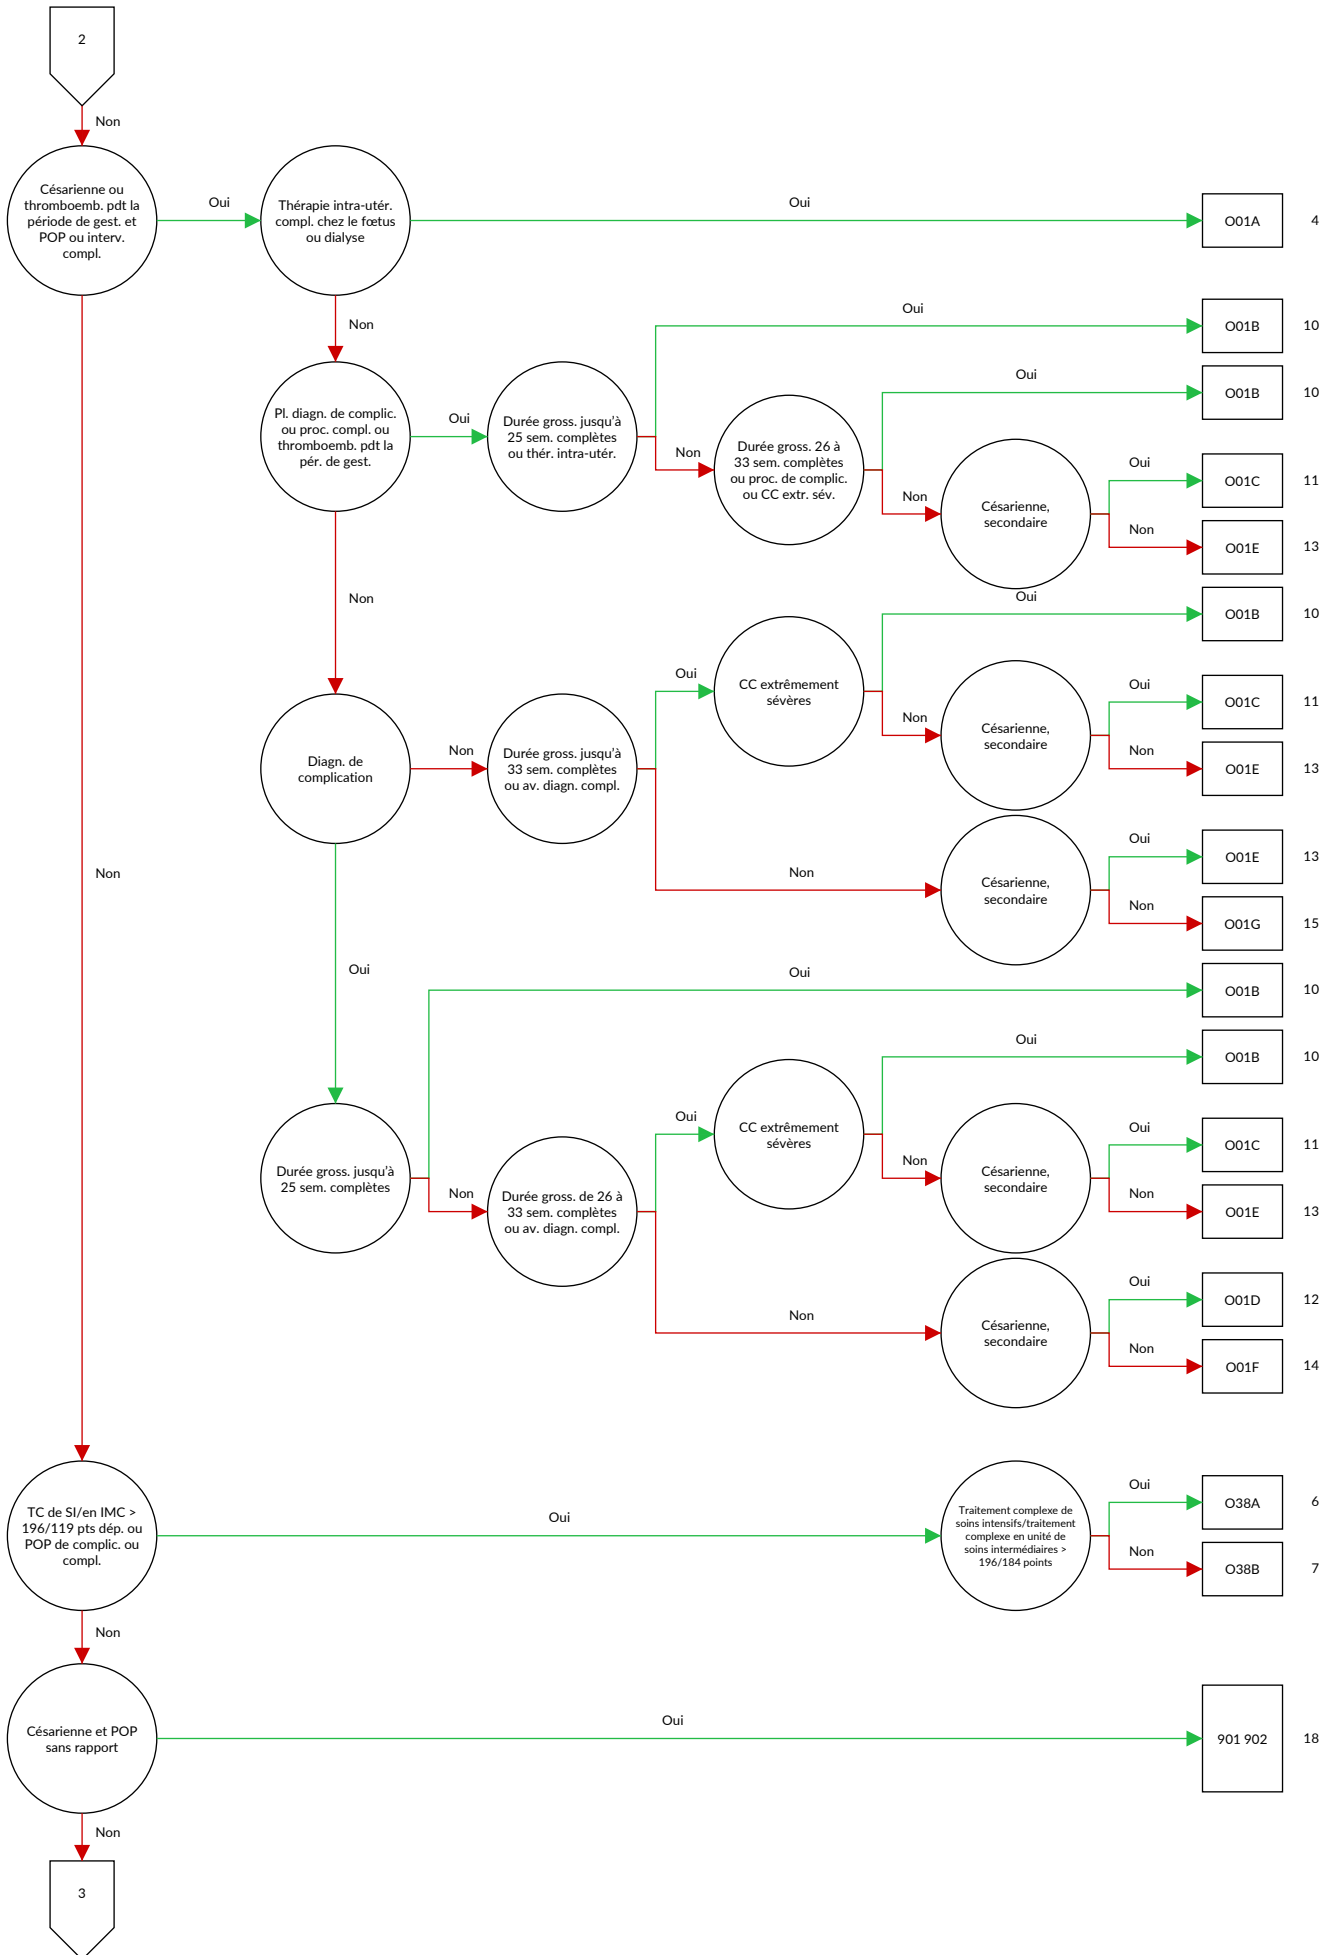 2
Non
Césarienne ou
thromboemb. pdt la
période de gest. et
POP ou interv.
compl.
Oui
Thérapie intra-utér.
compl. chez le fœtus
ou dialyse
Oui
O01A
4
Non
Pl. diagn. de complic.
ou proc. compl. ou
thromboemb. pdt la
pér. de gest.
Oui
Durée gross. jusqu'à
25 sem. complètes
ou thér. intra-utér.
Oui
O01B
10
Non
Durée gross. 26 à
33 sem. complètes
ou proc. de complic.
ou CC extr. sév.
Oui
O01B
10
Non
Césarienne,
secondaire
Oui
O01C
11
Non
O01E
13
Non
Diagn. de
complication
Non
Durée gross. jusqu'à
33 sem. complètes
ou av. diagn. compl.
Oui
CC extrêmement
sévères
Oui
O01B
10
Non
Césarienne,
secondaire
Oui
O01C
11
Non
O01E
13
Non
Césarienne,
secondaire
Oui
O01E
13
Non
O01G
15
Non
Oui
Durée gross. jusqu'à
25 sem. complètes
Oui
O01B
10
Non
Durée gross. de 26 à
33 sem. complètes
ou av. diagn. compl.
Oui
CC extrêmement
sévères
Oui
O01B
10
Non
Césarienne,
secondaire
Oui
O01C
11
Non
O01E
13
Non
Césarienne,
secondaire
Oui
O01D
12
Non
O01F
14
TC de SI/en IMC >
196/119 pts dép. ou
POP de complic. ou
compl.
Oui
Traitement complexe de
soins intensifs/traitement
complexe en unité de
soins intermédiaires >
196/184 points
Oui
O38A
6
Non
O38B
7
Non
Césarienne et POP
sans rapport
Oui
901 902
18
Non
3